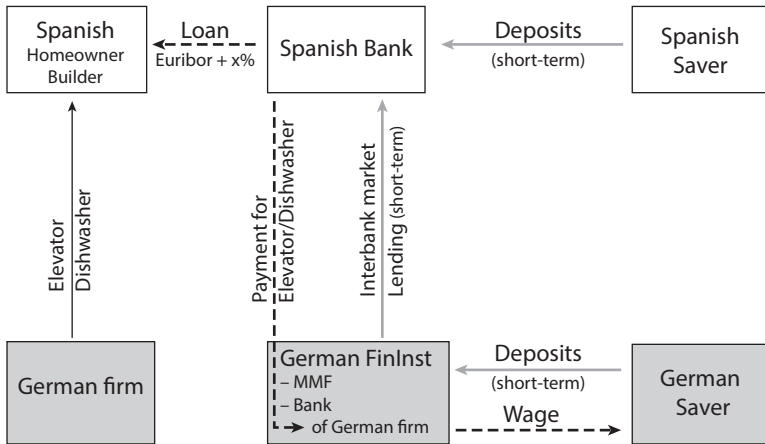 Spanish
Homeowner
Builder
Loan
Euribor + x%
Spanish Bank
Deposits
(short-term)
Spanish
Saver
Elevator
Dishwasher
Payment for
Elevator/Dishwasher
Interbank market
Lending (short-term)
German firm
German FinInst
– MMF
– Bank
of German firm
Deposits
(short-term)
Wage
German
Saver